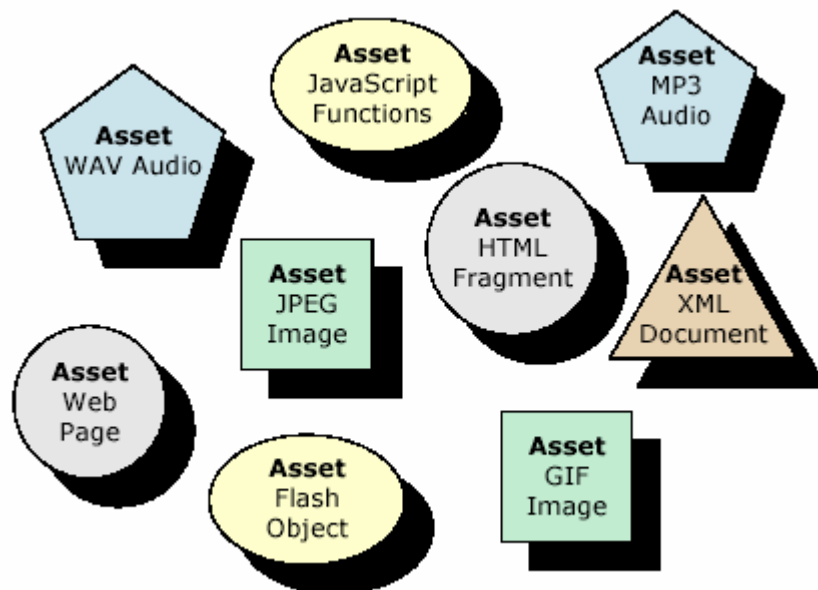 Asset
JavaScript
Functions
Asset
MP3
Audio
Asset
WAV Audio
Asset
HTML
Fragment
Asset
JPEG
Image
Asset
XML
Document
Asset
Web
Page
Asset
Flash
Object
Asset
GIF
Image